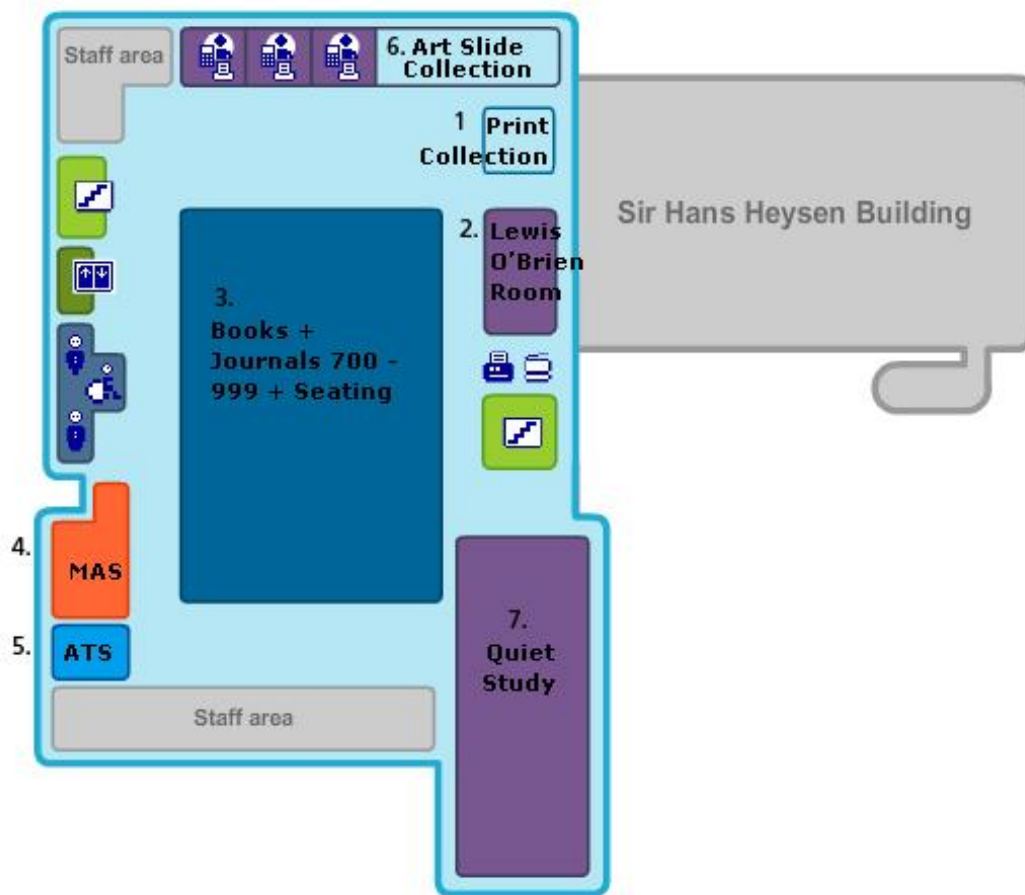 Staff area
6. Art Slide
Collection
1 Print
Collection
Sir Hans Heysen Building
2. Lewis
O'Brien
Room
3.
Books +
Journals 700 -
999 + Seating
4.
MAS
5.
ATS
7.
Quiet
Study
Staff area